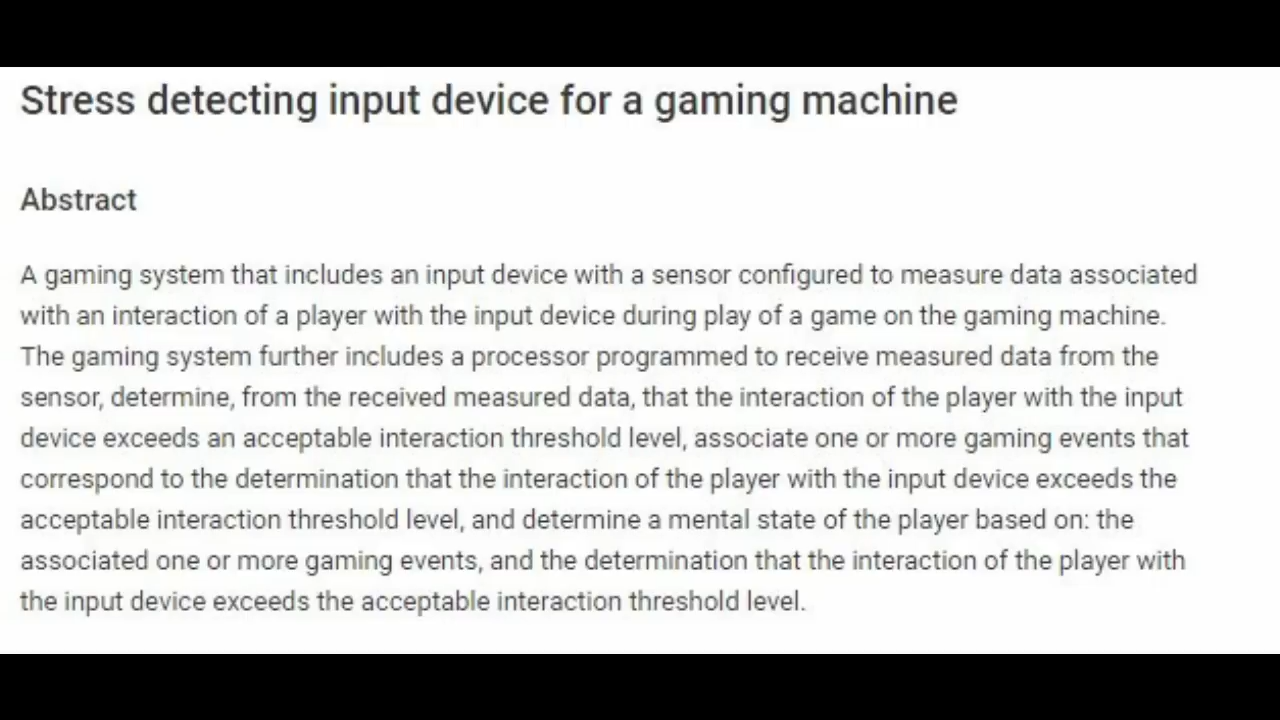 Stress detecting input device for a gaming machine
Abstract
A gaming system that includes an input device with a sensor configured to measure data associated
with an interaction of a player with the input device during play of a game on the gaming machine.
The gaming system further includes a processor programmed to receive measured data from the
sensor, determine, from the received measured data, that the interaction of the player with the input
device exceeds an acceptable interaction threshold level, associate one or more gaming events that
correspond to the determination that the interaction of the player with the input device exceeds the
acceptable interaction threshold level, and determine a mental state of the player based on: the
associated one or more gaming events, and the determination that the interaction of the player with
the input device exceeds the acceptable interaction threshold level.